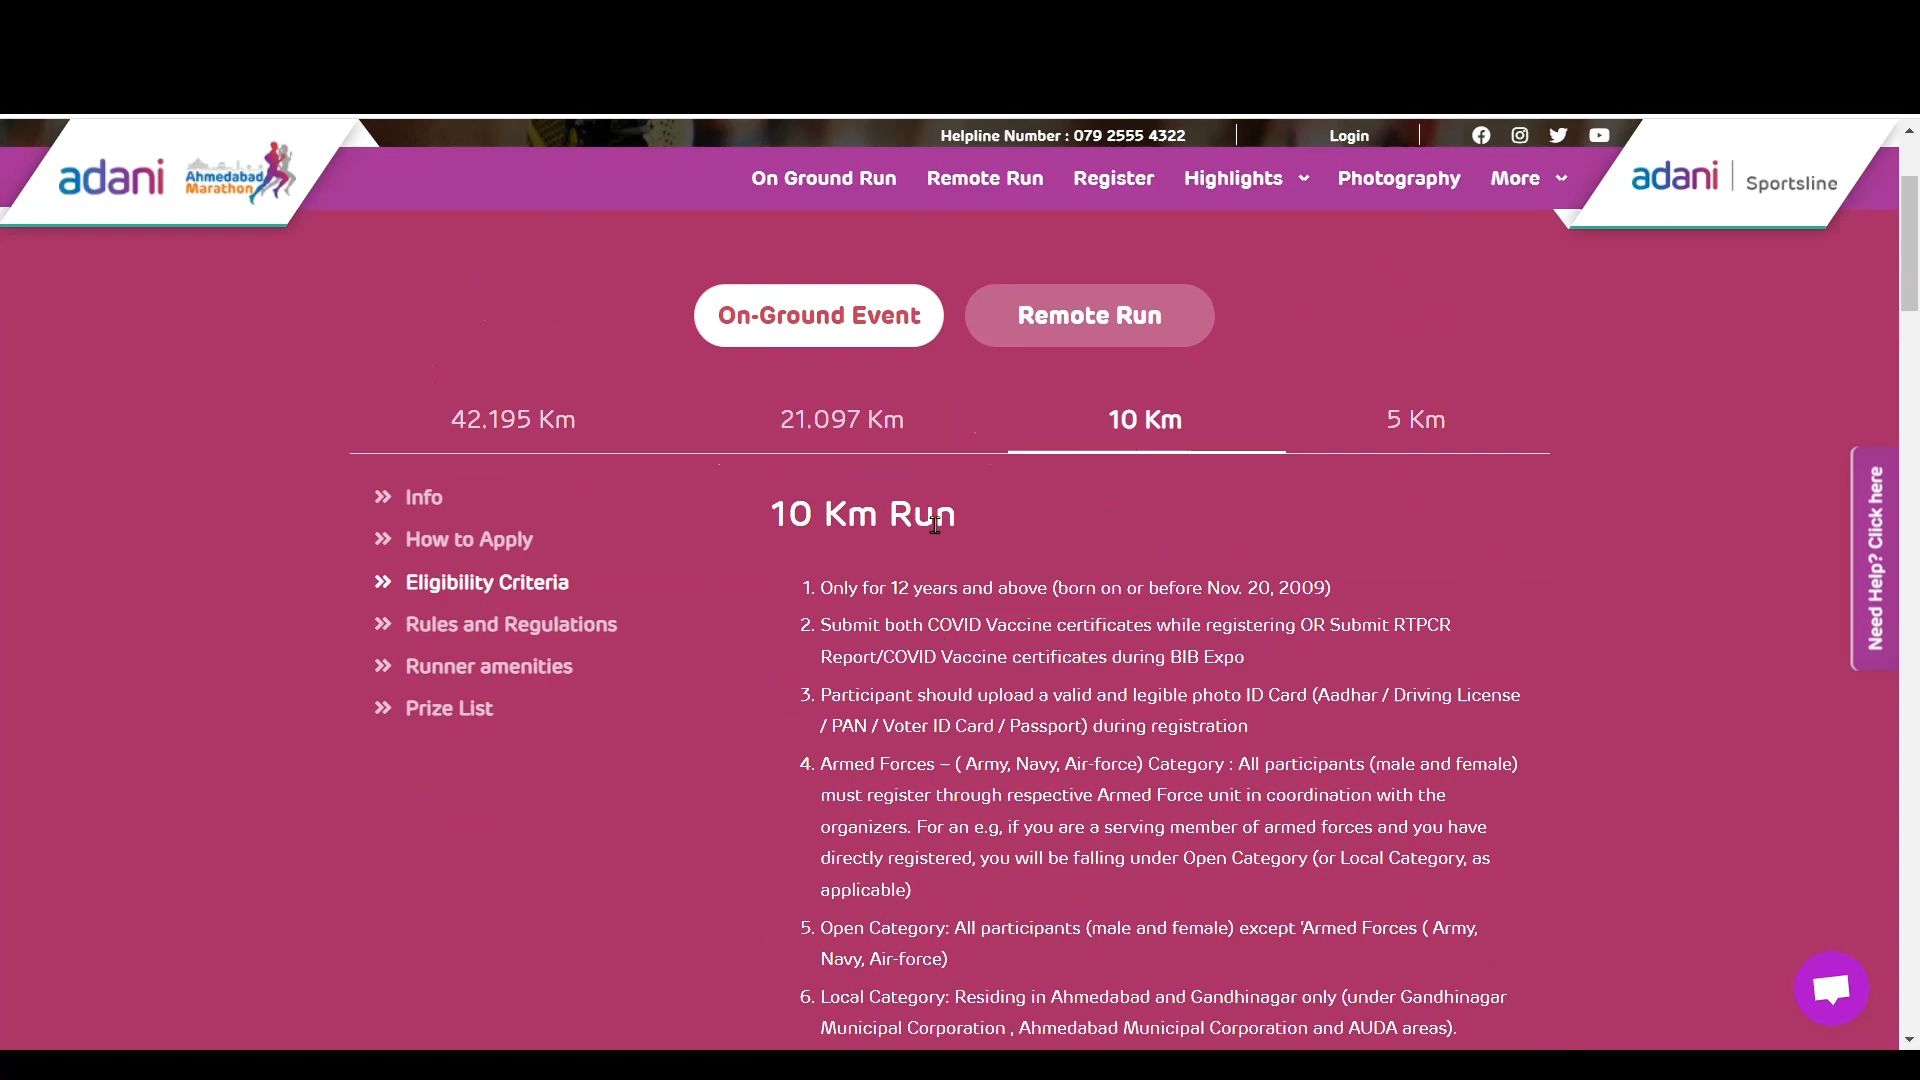 Helpline Number : 079 2555 4322
Login
adani
Ahmedabad
Marathon
On Ground Run
Remote Run
Register
Highlights
Photography
More
adani
Sportsline
On-Ground Event
Remote Run
42.195 Km
21.097 Km
10 Km
5 Km
Info
How to Apply
Eligibility Criteria
Rules and Regulations
Runner amenities
Prize List
10 Km Run
1. Only for 12 years and above (born on or before Nov. 20, 2009)
2. Submit both COVID Vaccine certificates while registering OR Submit RTPCR
Report/COVID Vaccine certificates during BIB Expo
3. Participant should upload a valid and legible photo ID Card (Aadhar / Driving License
/ PAN / Voter ID Card / Passport) during registration
4. Armed Forces – ( Army, Navy, Air-force) Category : All participants (male and female)
must register through respective Armed Force unit in coordination with the
organizers. For an e.g, if you are a serving member of armed forces and you have
directly registered, you will be falling under Open Category (or Local Category, as
applicable)
5. Open Category: All participants (male and female) except ‘Armed Forces ( Army,
Navy, Air-force)
6. Local Category: Residing in Ahmedabad and Gandhinagar only (under Gandhinagar
Municipal Corporation , Ahmedabad Municipal Corporation and AUDA areas).
Need Help? Click here